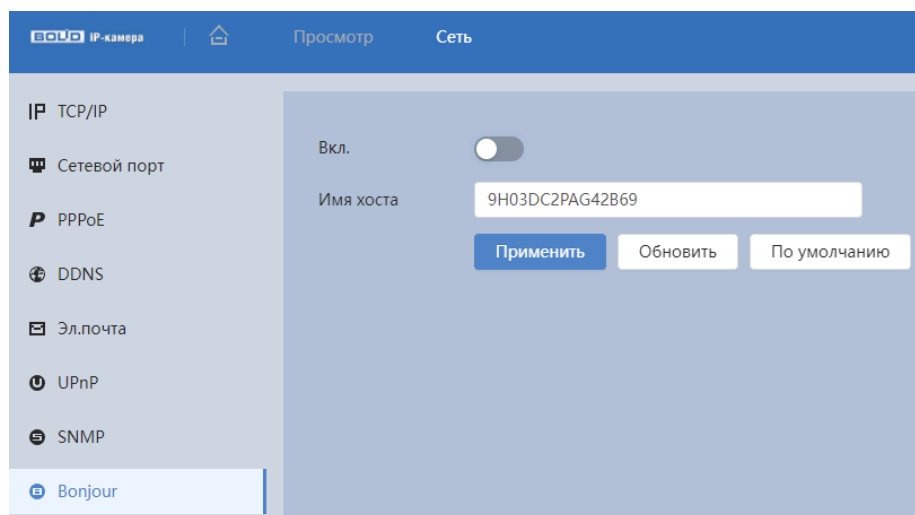 BOLID IP-камера Просмотр Сеть
TCP/IP
Сетевой порт
PPPoE
DDNS
Эл.почта
UPnP
SNMP
Bonjour
Вкл.
Имя хоста 9H03DC2PAG42B69
Применить Обновить По умолчанию